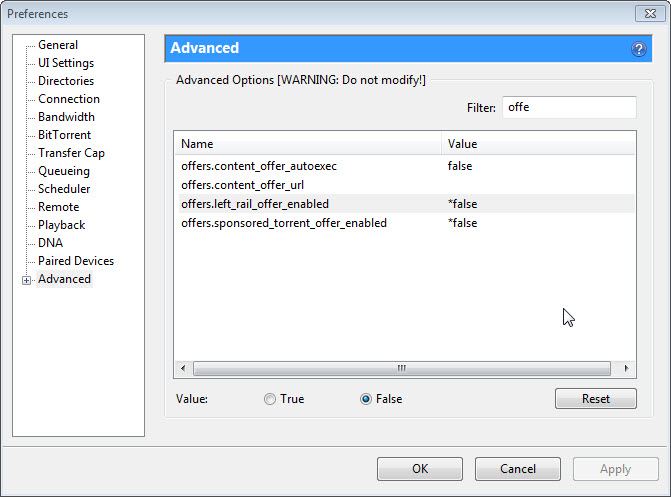 Preferences
General
UI Settings
Directories
Connection
Bandwidth
BitTorrent
Transfer Cap
Queueing
Scheduler
Remote
Playback
DNA
Paired Devices
Advanced
Advanced
?
Advanced Options [WARNING: Do not modify!]
Filter: offe
Name Value
offers.content_offer_autoexec false
offers.content_offer_url
offers.left_rail_offer_enabled *false
offers.sponsored_torrent_offer_enabled *false
Value: True False Reset
OK Cancel Apply